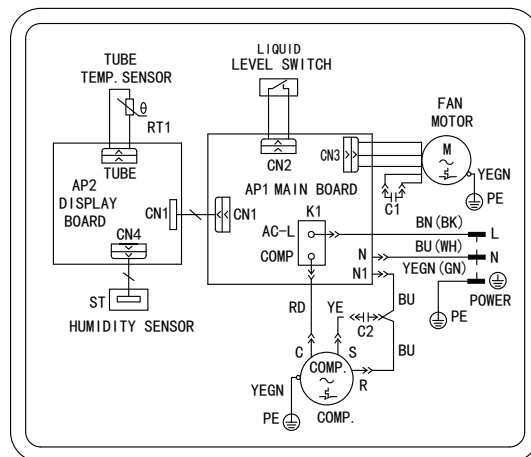 TUBE
TEMP. SENSOR
θ
RT1
LIQUID
LEVEL SWITCH
FAN
MOTOR
M
YEGN
PE
C1
TUBE
AP2
DISPLAY
BOARD
CN4
CN1
CN1
CN2
CN3
AP1 MAIN BOARD
K1
AC-L
COMP
N
N1
BN(BK)
L
BU(WH)
N
YEGN(GN)
POWER
PE
ST
HUMIDITY SENSOR
RD
YE
C2
BU
BU
C
S
R
COMP.
YEGN
PE
COMP.